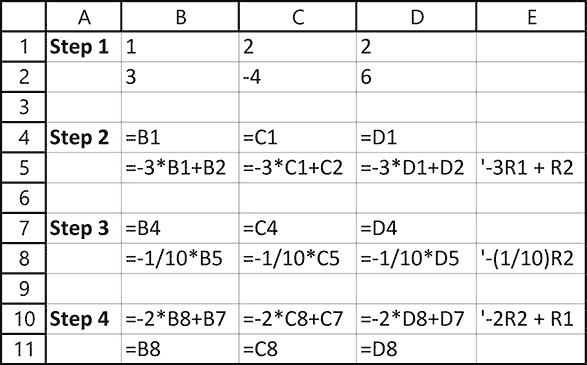 A B C D E
1 Step 1 1 2 2
2 3 -4 6
3
4 Step 2 =B1 =C1 =D1
5 =-3*B1+B2 =-3*C1+C2 =-3*D1+D2 '-3R1 + R2
6
7 Step 3 =B4 =C4 =D4
8 =-1/10*B5 =-1/10*C5 =-1/10*D5 '-(1/10)R2
9
10 Step 4 =-2*B8+B7 =-2*C8+C7 =-2*D8+D7 '-2R2 + R1
11 =B8 =C8 =D8